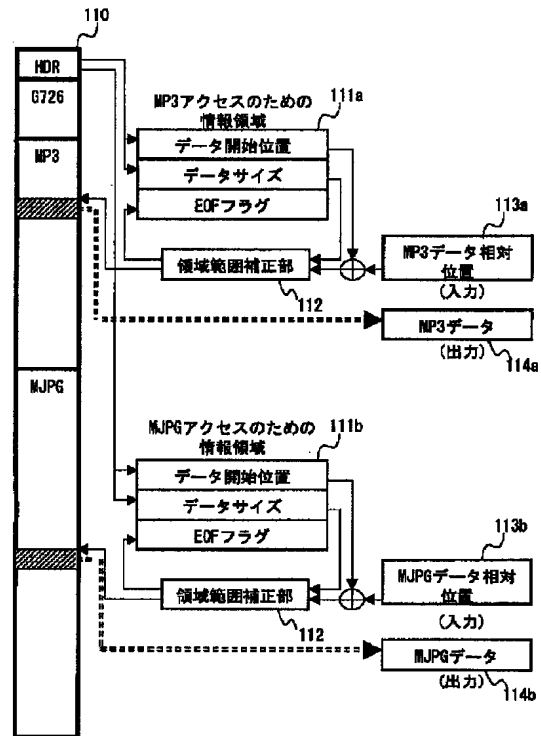 110
HDR
G726
MP3
MJPG
MP3アクセスのための
情報領域
111a
データ開始位置
データサイズ
EOFフラグ
領域範囲補正部
112
113a
MP3データ相対
位置
(入力)
MP3データ
(出力)
114a
MJPGアクセスのための
情報領域
111b
データ開始位置
データサイズ
EOFフラグ
領域範囲補正部
112
113b
MJPGデータ相対
位置
(入力)
MJPGデータ
(出力)
114b